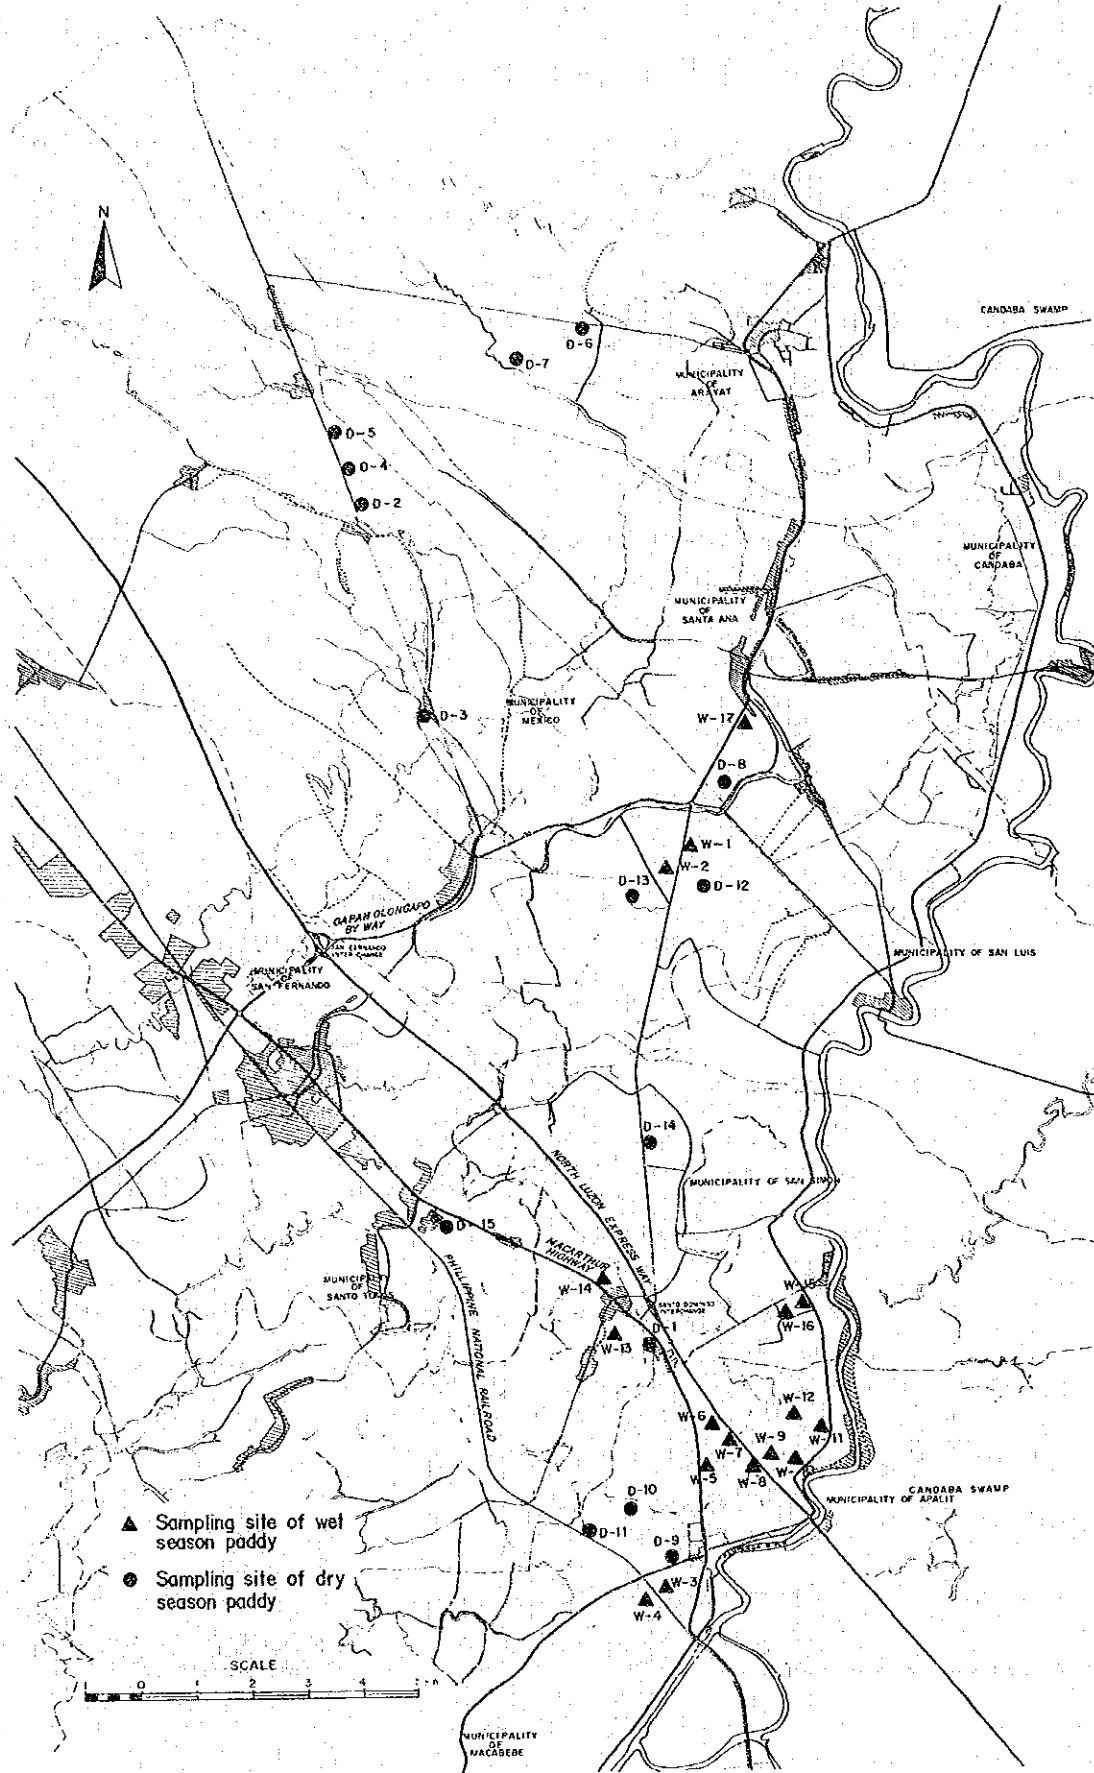 N
CANDABA SWAMP
D-6
D-7
MUNICIPALITY
OF
ARAYAT
D-5
D-4
D-2
MUNICIPALITY
OF
CANDABA
MUNICIPALITY
OF
SANTA ANA
MUNICIPALITY
OF
MEXICO
D-3
W-17
D-8
W-1
W-2
D-13
D-12
GAPAN OLONGAPO
BY WAY
SAN FERNANDO
INTER CHANGE
MUNICIPALITY
OF
SAN FERNANDO
MUNICIPALITY OF SAN LUIS
D-14
NORTH LUZON EXPRESS WAY
MUNICIPALITY OF SAN SIMON
D-15
MACARTHUR
HIGHWAY
PHILLIPPINE NATIONAL RAILROAD
MUNICIPALITY
OF
SANTO TOMAS
W-14
SANTO DOMINGO
INTERCHANGE
D-1
W-13
W-15
W-16
W-12
W-11
W-6
W-7
W-9
W-5
W-8
W-
CANDABA SWAMP
MUNICIPALITY OF APALIT
D-10
D-11
D-9
W-3
W-4
Sampling site of wet
season paddy
Sampling site of dry
season paddy
SCALE
1 0 1 2 3 4
MUNICIPALITY
OF
MACABEBE